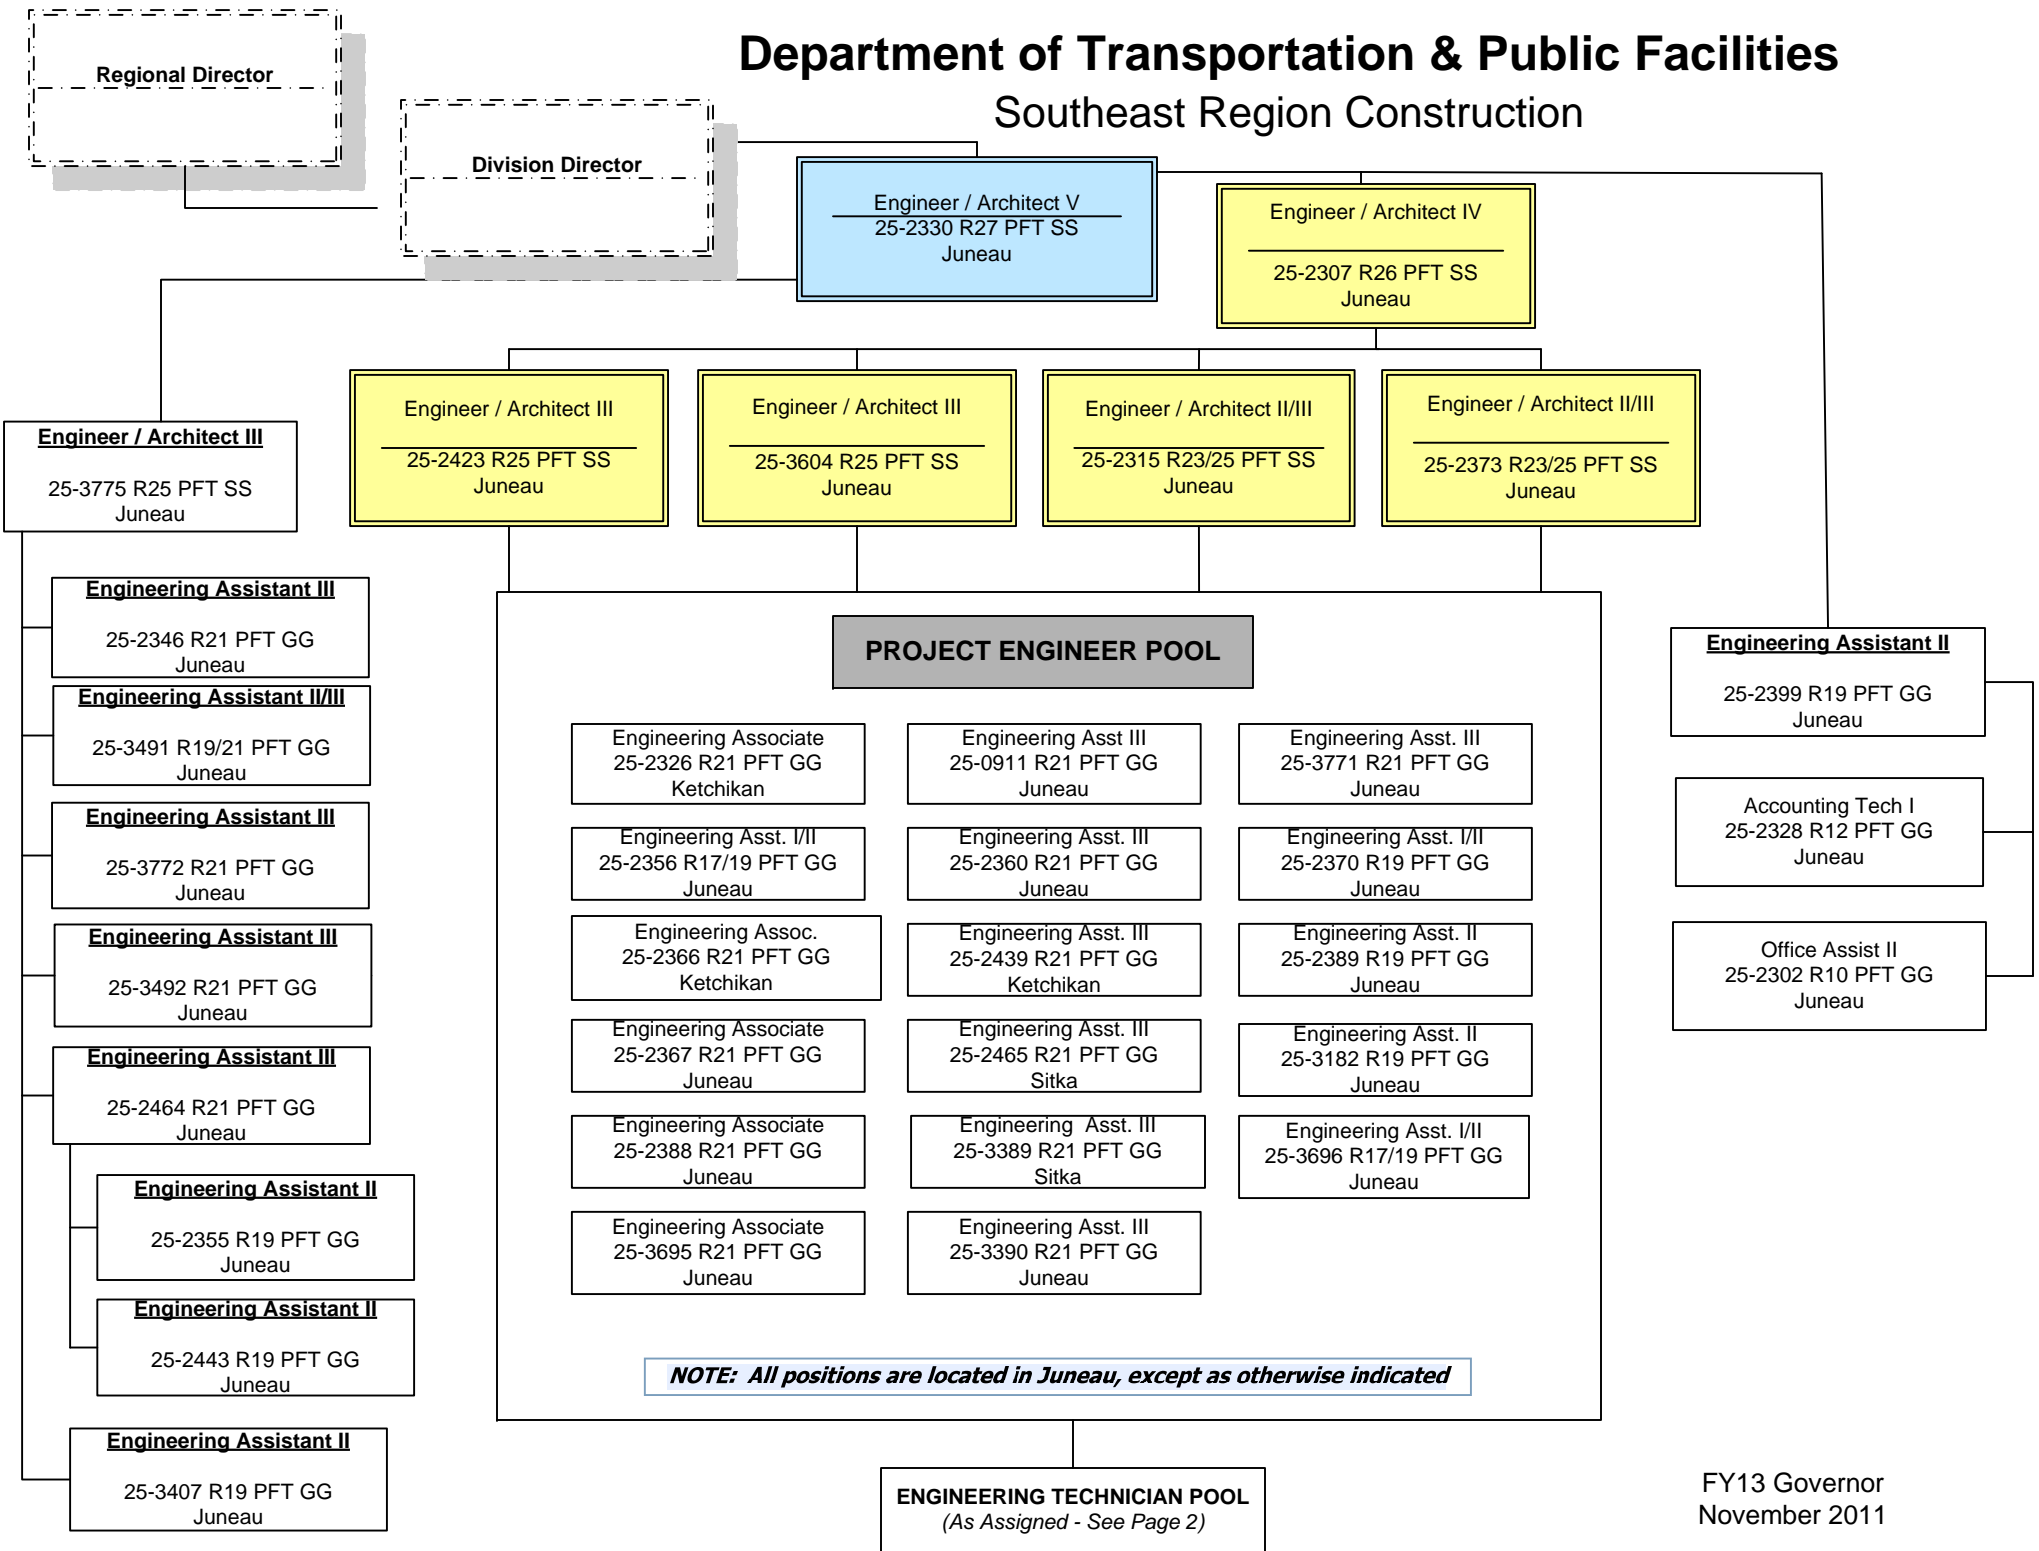 Department of Transportation & Public Facilities
Southeast Region Construction
Regional Director
Division Director
Engineer / Architect V
25-2330 R27 PFT SS
Juneau
Engineer / Architect IV
25-2307 R26 PFT SS
Juneau
Engineer / Architect III
25-3775 R25 PFT SS
Juneau
Engineer / Architect III
25-2423 R25 PFT SS
Juneau
Engineer / Architect III
25-3604 R25 PFT SS
Juneau
Engineer / Architect II/III
25-2315 R23/25 PFT SS
Juneau
Engineer / Architect II/III
25-2373 R23/25 PFT SS
Juneau
Engineering Assistant III
25-2346 R21 PFT GG
Juneau
Engineering Assistant II/III
25-3491 R19/21 PFT GG
Juneau
Engineering Assistant III
25-3772 R21 PFT GG
Juneau
Engineering Assistant III
25-3492 R21 PFT GG
Juneau
Engineering Assistant III
25-2464 R21 PFT GG
Juneau
Engineering Assistant II
25-2355 R19 PFT GG
Juneau
Engineering Assistant II
25-2443 R19 PFT GG
Juneau
Engineering Assistant II
25-3407 R19 PFT GG
Juneau
PROJECT ENGINEER POOL
Engineering Associate
25-2326 R21 PFT GG
Ketchikan
Engineering Asst III
25-0911 R21 PFT GG
Juneau
Engineering Asst. III
25-3771 R21 PFT GG
Juneau
Engineering Asst. I/II
25-2356 R17/19 PFT GG
Juneau
Engineering Asst. III
25-2360 R21 PFT GG
Juneau
Engineering Asst. I/II
25-2370 R19 PFT GG
Juneau
Engineering Assoc.
25-2366 R21 PFT GG
Ketchikan
Engineering Asst. III
25-2439 R21 PFT GG
Ketchikan
Engineering Asst. II
25-2389 R19 PFT GG
Juneau
Engineering Associate
25-2367 R21 PFT GG
Juneau
Engineering Asst. III
25-2465 R21 PFT GG
Sitka
Engineering Asst. II
25-3182 R19 PFT GG
Juneau
Engineering Associate
25-2388 R21 PFT GG
Juneau
Engineering Asst. III
25-3389 R21 PFT GG
Sitka
Engineering Asst. I/II
25-3696 R17/19 PFT GG
Juneau
Engineering Associate
25-3695 R21 PFT GG
Juneau
Engineering Asst. III
25-3390 R21 PFT GG
Juneau
NOTE: All positions are located in Juneau, except as otherwise indicated
Engineering Assistant II
25-2399 R19 PFT GG
Juneau
Accounting Tech I
25-2328 R12 PFT GG
Juneau
Office Assist II
25-2302 R10 PFT GG
Juneau
ENGINEERING TECHNICIAN POOL
(As Assigned - See Page 2)
FY13 Governor
November 2011